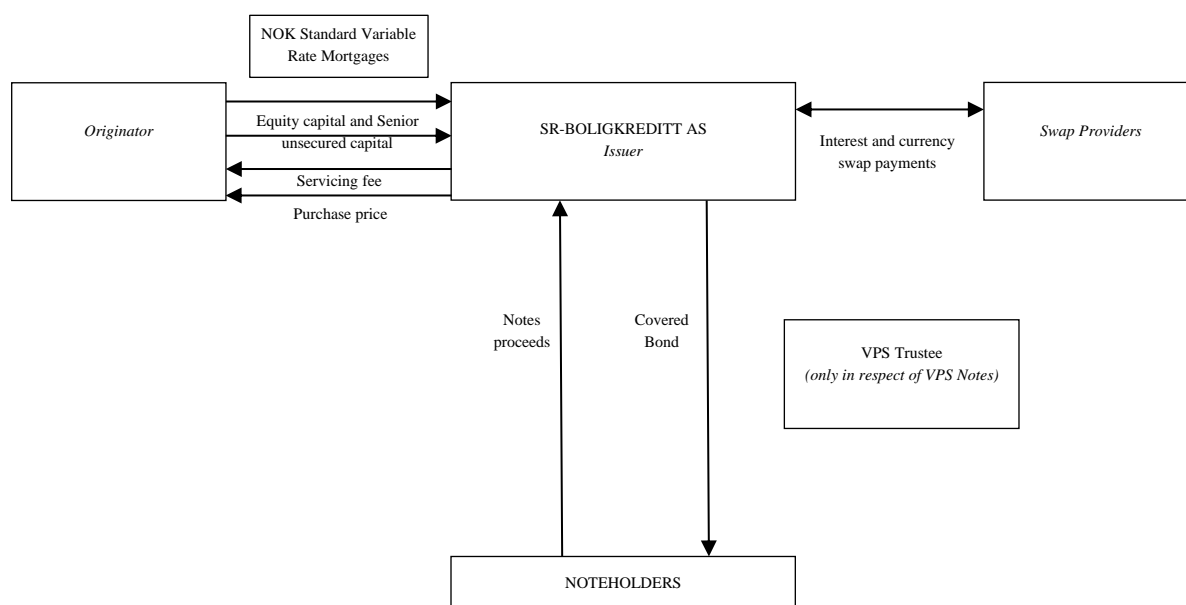 NOK Standard Variable
Rate Mortgages
Originator
Equity capital and Senior
unsecured capital
Servicing fee
Purchase price
SR-BOLIGKREDITT AS
Issuer
Interest and currency
swap payments
Swap Providers
Notes
proceeds
Covered
Bond
VPS Trustee
(only in respect of VPS Notes)
NOTEHOLDERS